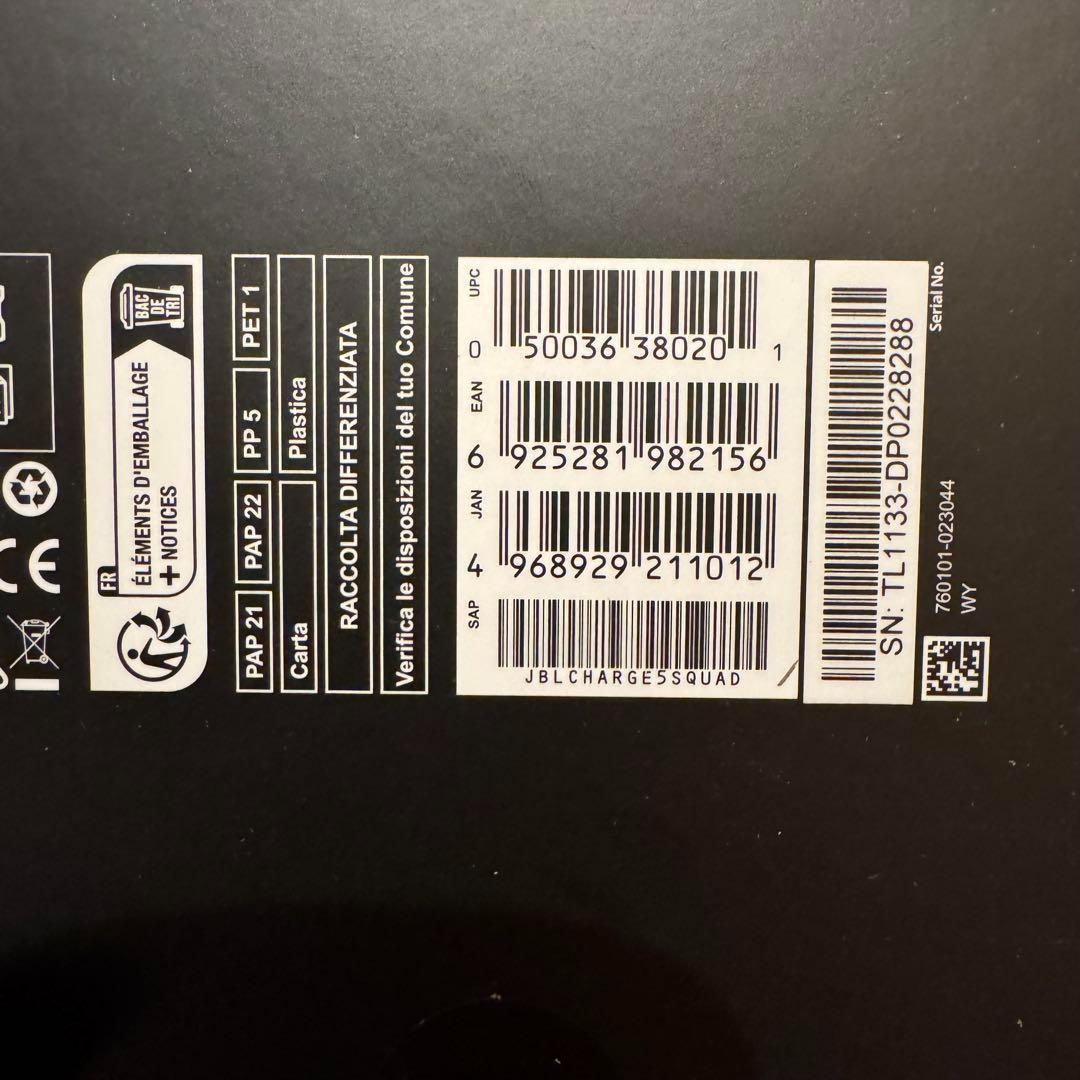 BAC
DE
TRI
FR
ÉLÉMENTS D'EMBALLAGE
+ NOTICES
PAP 21
PAP 22
PP 5
PET 1
Carta
Plastica
RACCOLTA DIFFERENZIATA
Verifica le disposizioni del tuo Comune
UPC
0 50036 38020 1
EAN
6 925281 982156
JAN
4 968929 211012
SAP
JBLCHARGE5SQUAD
SN: TL1133-DP0228288
Serial No.
760101-023044
WY